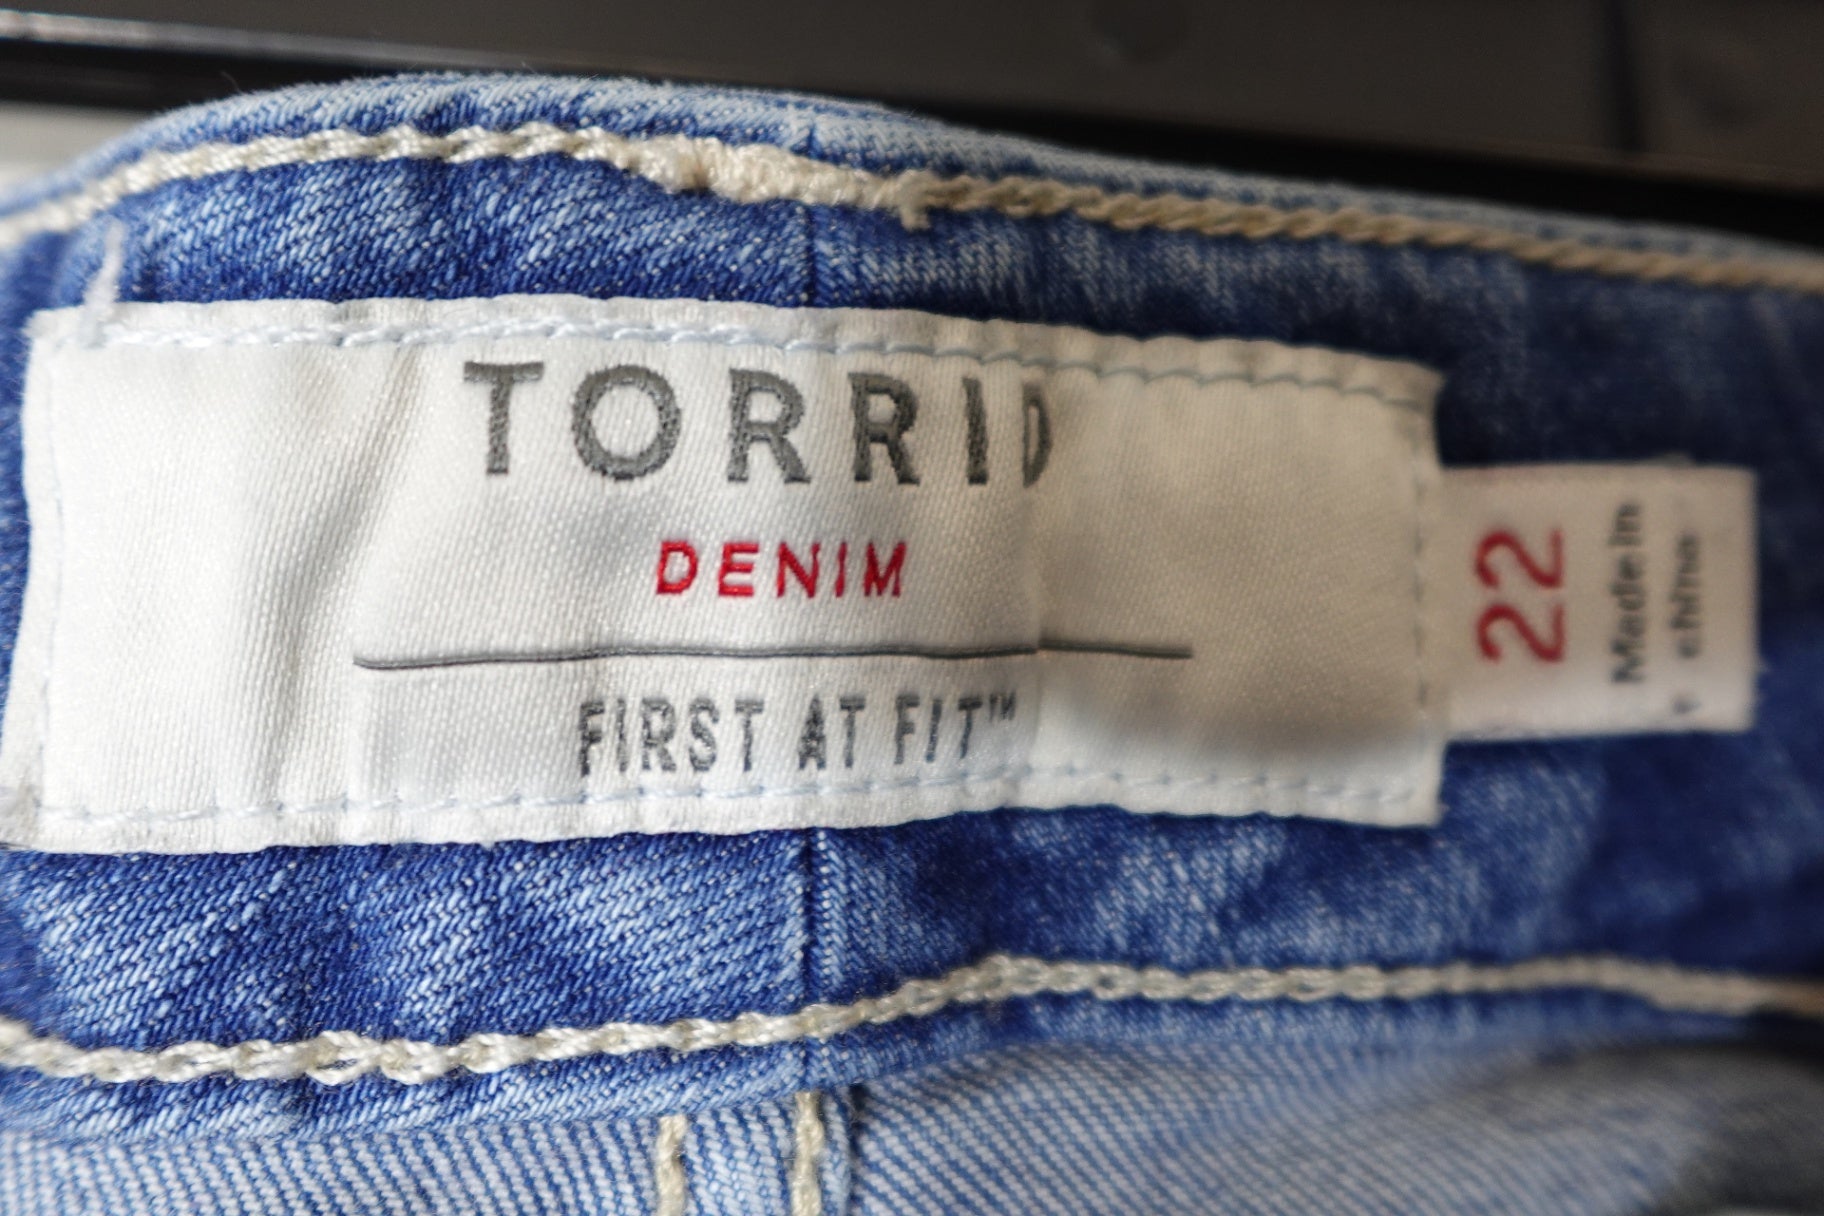 TORRID
DENIM
FIRST AT FIT™
22
Made in
china